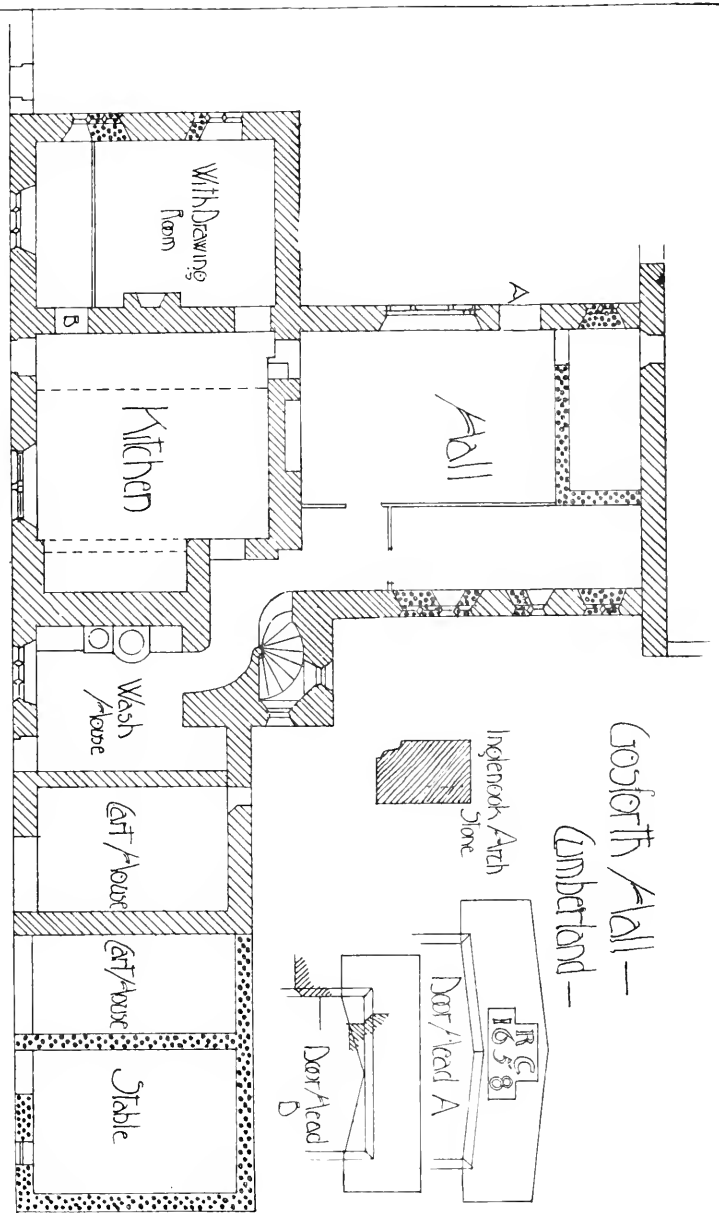 Gosforth Hall—
Cumberland—
Inglenook Arch
Stone
R C
1658
Door Head A
Door Head
B
A
Hall
With Drawing
Room
B
Kitchen
Wash
House
Cart House
Cart House
Stable